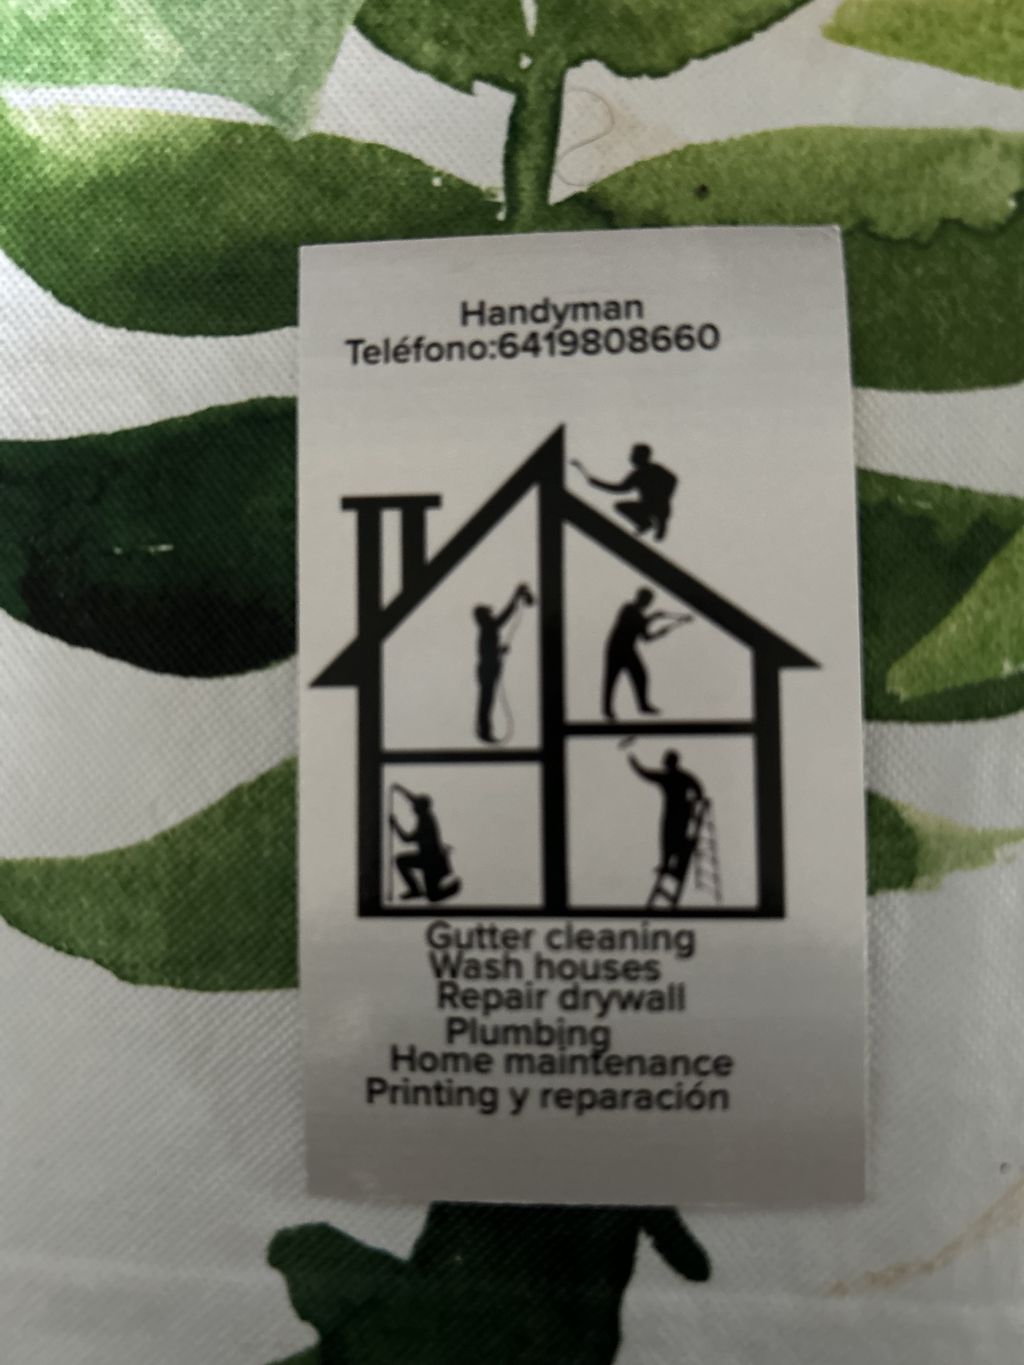 Handyman
Teléfono:6419808660
Gutter cleaning
Wash houses
Repair drywall
Plumbing
Home maintenance
Printing y reparación